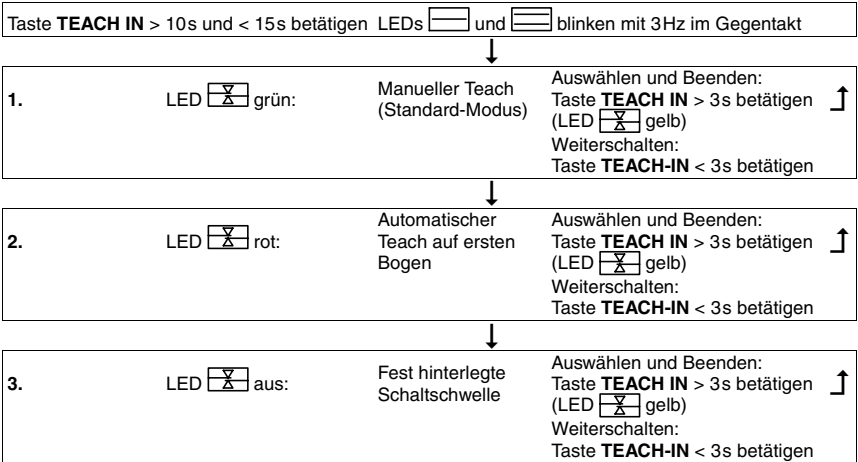 Taste TEACH IN > 10s und < 15s betätigen LEDs und blinken mit 3Hz im Gegentakt
1.
LED grün:
Manueller Teach
(Standard-Modus)
Auswählen und Beenden:
Taste TEACH IN > 3s betätigen
(LED gelb)
Weiterschalten:
Taste TEACH-IN < 3s betätigen
2.
LED rot:
Automatischer
Teach auf ersten
Bogen
Auswählen und Beenden:
Taste TEACH IN > 3s betätigen
(LED gelb)
Weiterschalten:
Taste TEACH-IN < 3s betätigen
3.
LED aus:
Fest hinterlegte
Schaltschwelle
Auswählen und Beenden:
Taste TEACH IN > 3s betätigen
(LED gelb)
Weiterschalten:
Taste TEACH-IN < 3s betätigen